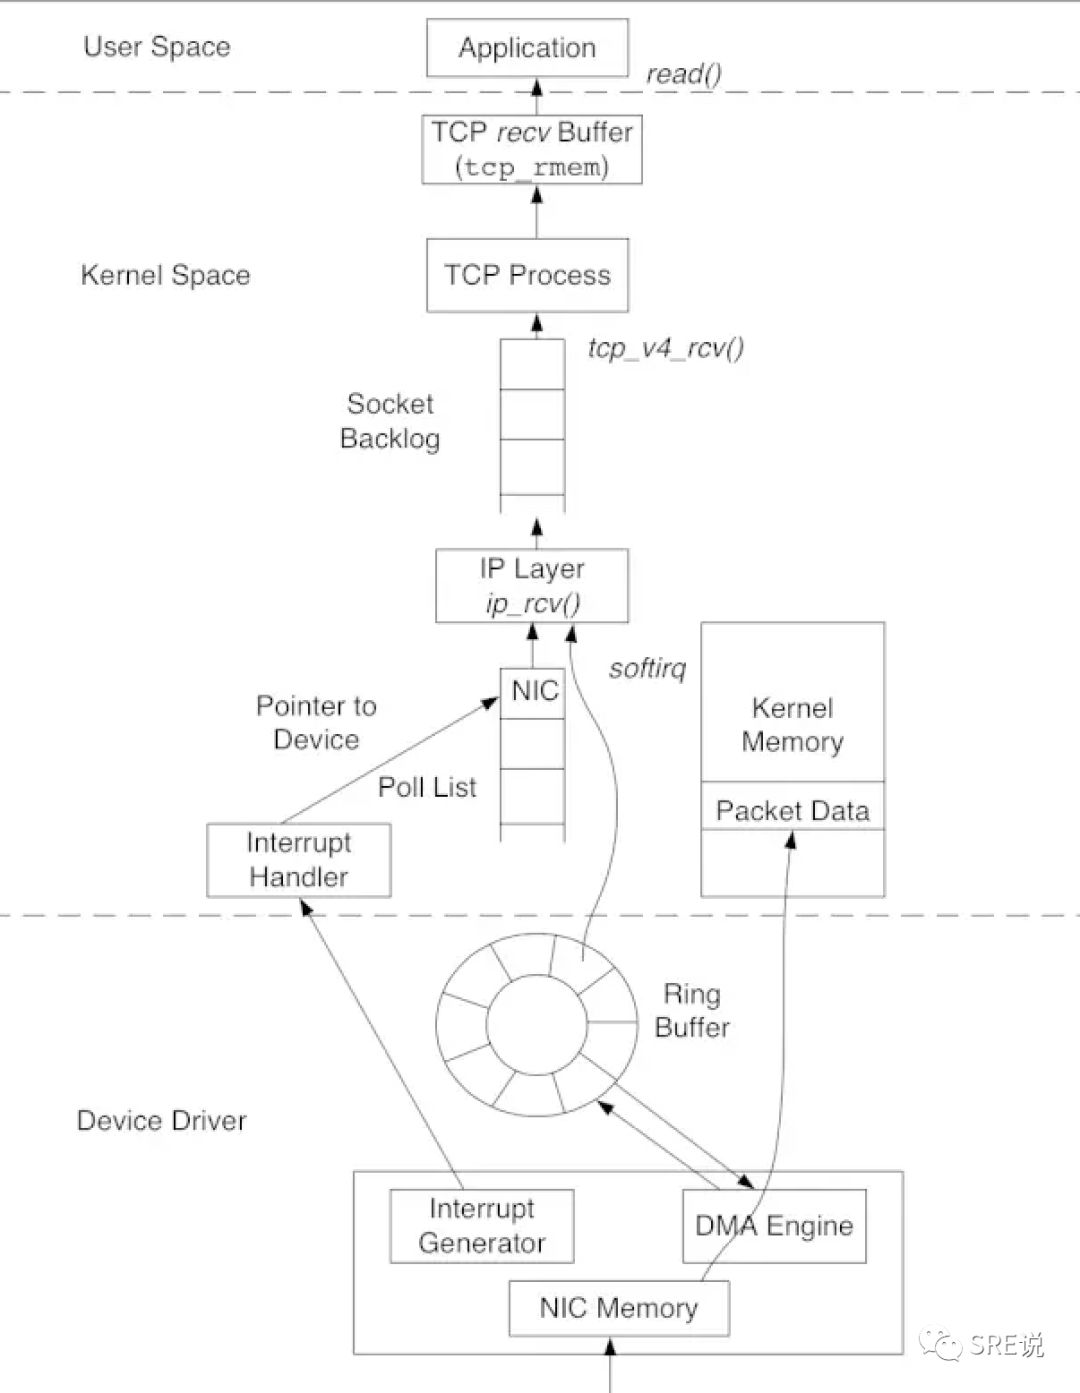 User Space
Application
read()
TCP recv Buffer
(tcp_rmem)
Kernel Space
TCP Process
tcp_v4_rcv()
Socket
Backlog
IP Layer
ip_rcv()
softirq
NIC
Pointer to
Device
Poll List
Kernel
Memory
Packet Data
Interrupt
Handler
Ring
Buffer
Device Driver
Interrupt
Generator
DMA Engine
NIC Memory
SRE说